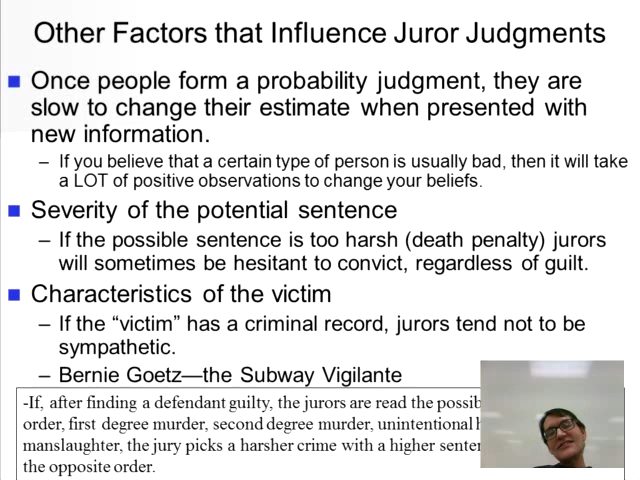 Other Factors that Influence Juror Judgments
Once people form a probability judgment, they are
slow to change their estimate when presented with
new information.
– If you believe that a certain type of person is usually bad, then it will take
a LOT of positive observations to change your beliefs.
Severity of the potential sentence
– If the possible sentence is too harsh (death penalty) jurors
will sometimes be hesitant to convict, regardless of guilt.
Characteristics of the victim
– If the “victim” has a criminal record, jurors tend not to be
sympathetic.
– Bernie Goetz—the Subway Vigilante
-If, after finding a defendant guilty, the jurors are read the
order, first degree murder, second degree murder, unintentional
manslaughter, the jury picks a harsher crime with a higher
the opposite order.